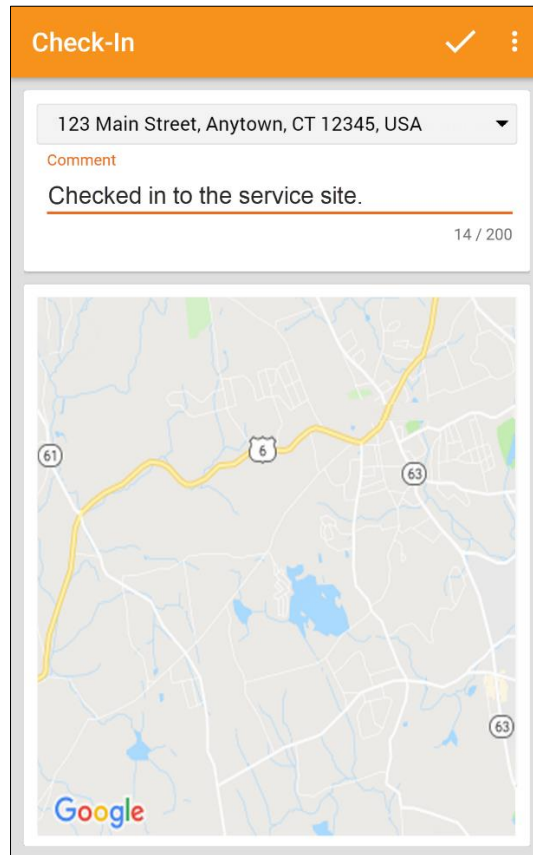 Check-In
123 Main Street, Anytown, CT 12345, USA
Comment
Checked in to the service site.
14 / 200
6
61
63
63
Google